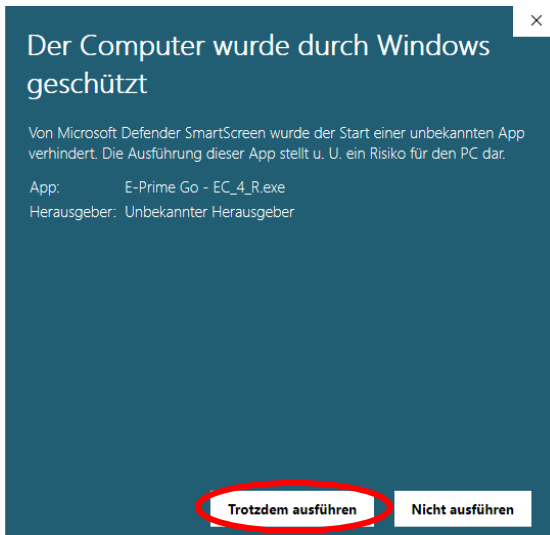 Der Computer wurde durch Windows
geschützt
Von Microsoft Defender SmartScreen wurde der Start einer unbekannten App
verhindert. Die Ausführung dieser App stellt u. U. ein Risiko für den PC dar.
App: E-Prime Go - EC_4_R.exe
Herausgeber: Unbekannter Herausgeber
Trotzdem ausführen Nicht ausführen